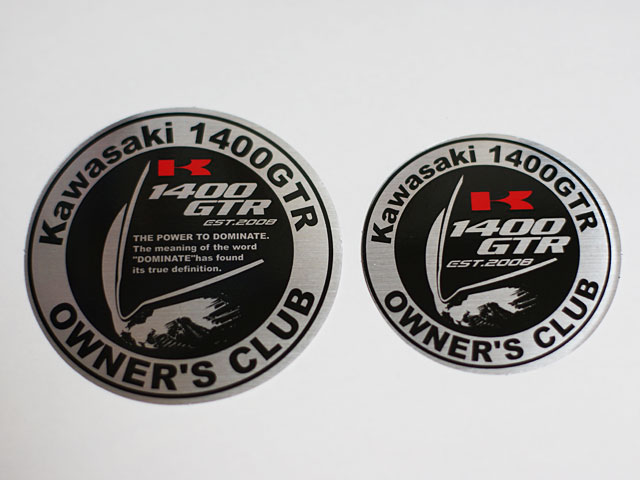 Kawasaki 1400GTR
K
1400
GTR
EST.2008
THE POWER TO DOMINATE.
The meaning of the word
"DOMINATE"has found
its true definition.
OWNER'S CLUB
Kawasaki 1400GTR
K
1400
GTR
EST.2008
OWNER'S CLUB